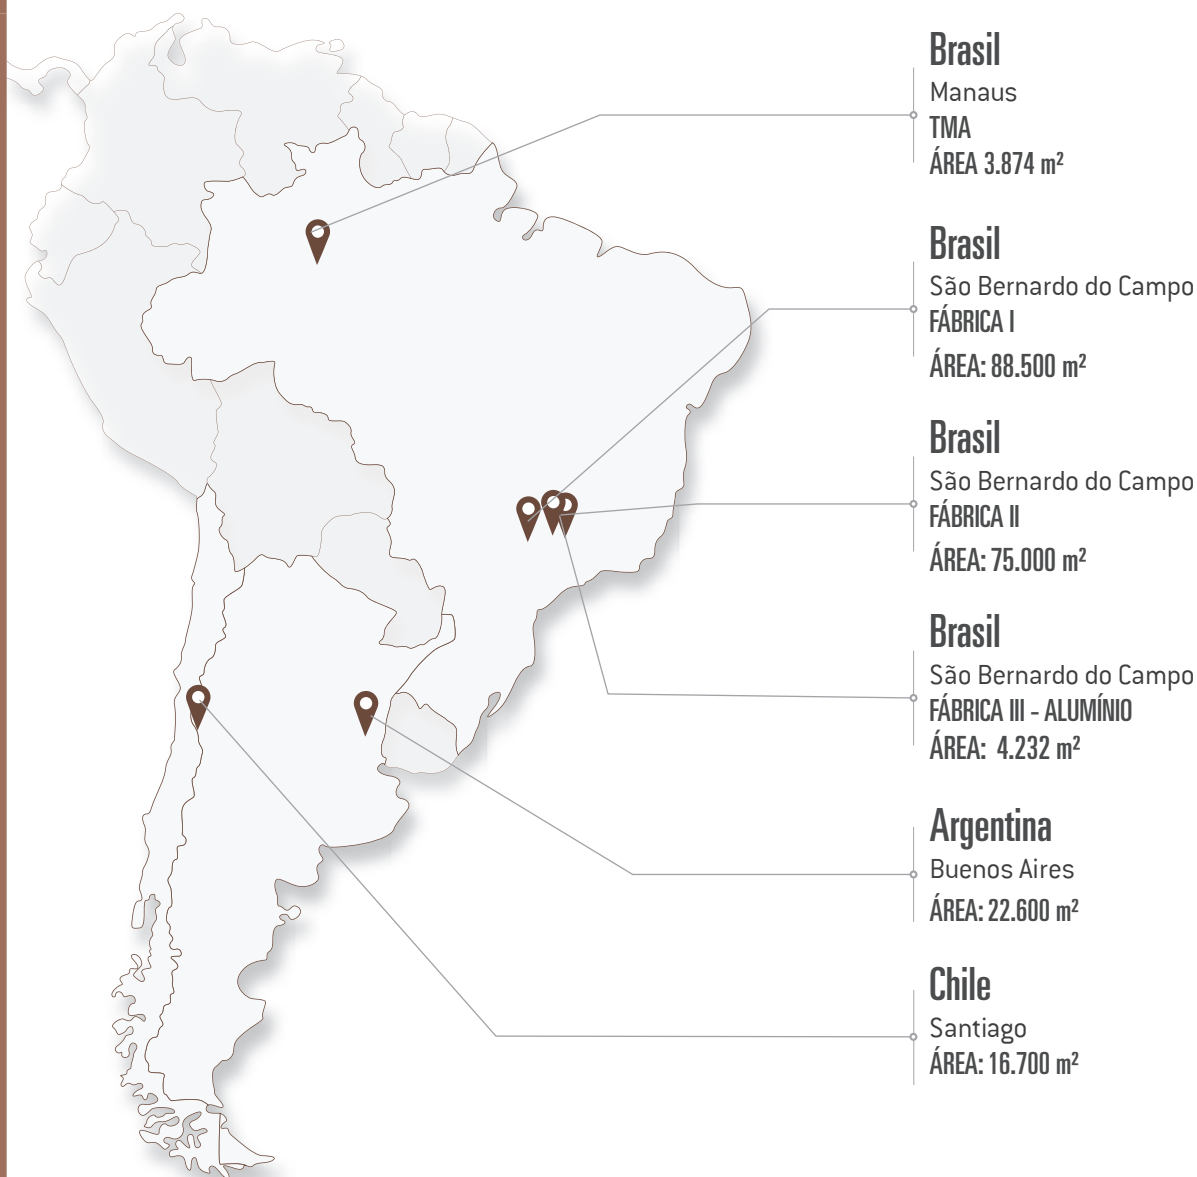 Brasil
Manaus
TMA
ÁREA 3.874 m²
Brasil
São Bernardo do Campo
FÁBRICA I
ÁREA: 88.500 m²
Brasil
São Bernardo do Campo
FÁBRICA II
ÁREA: 75.000 m²
Brasil
São Bernardo do Campo
FÁBRICA III - ALUMÍNIO
ÁREA: 4.232 m²
Argentina
Buenos Aires
ÁREA: 22.600 m²
Chile
Santiago
ÁREA: 16.700 m²